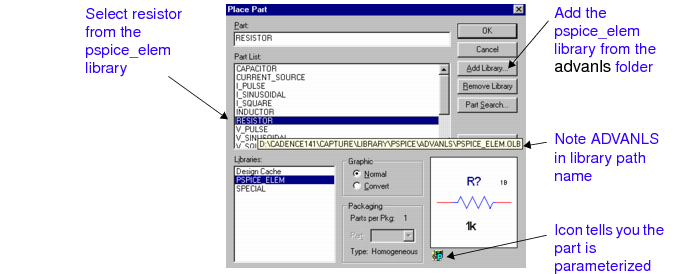 Select resistor
from the
pspice_elem
library
Place Part
Part:
RESISTOR
Part List:
CAPACITOR
CURRENT_SOURCE
I_PULSE
I_SINUSOIDAL
I_SQUARE
INDUCTOR
RESISTOR
V_PULSE
V_SINUSOIDAL
D:\CADENCE141\CAPTURE\LIBRARY\PSPICE\ADVANLS\PSPICE_ELEM.OLB
Libraries:
Design Cache
PSPICE_ELEM
SPECIAL
Graphic
Normal
Convert
Packaging
Parts per Pkg: 1
Part:
Type: Homogeneous
OK
Cancel
Add Library...
Remove Library
Part Search...
R?
1k
Add the
pspice_elem
library from the
advanls folder
Note ADVANLS
in library path
name
Icon tells you the
part is
parameterized